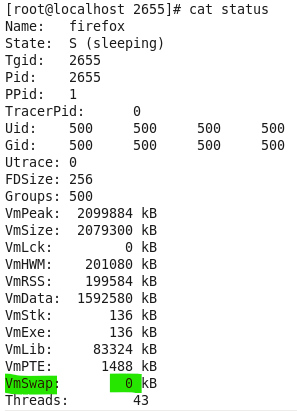 [root@localhost 2655]# cat status
Name:   firefox
State:  S (sleeping)
Tgid:   2655
Pid:    2655
PPid:   1
TracerPid:      0
Uid:    500     500     500     500
Gid:    500     500     500     500
Utrace: 0
FDSize: 256
Groups: 500
VmPeak:  2099884 kB
VmSize:  2079300 kB
VmLck:         0 kB
VmHWM:    201080 kB
VmRSS:    199584 kB
VmData:  1592580 kB
VmStk:       136 kB
VmExe:       136 kB
VmLib:     83324 kB
VmPTE:      1488 kB
VmSwap:        0 kB
Threads:        43